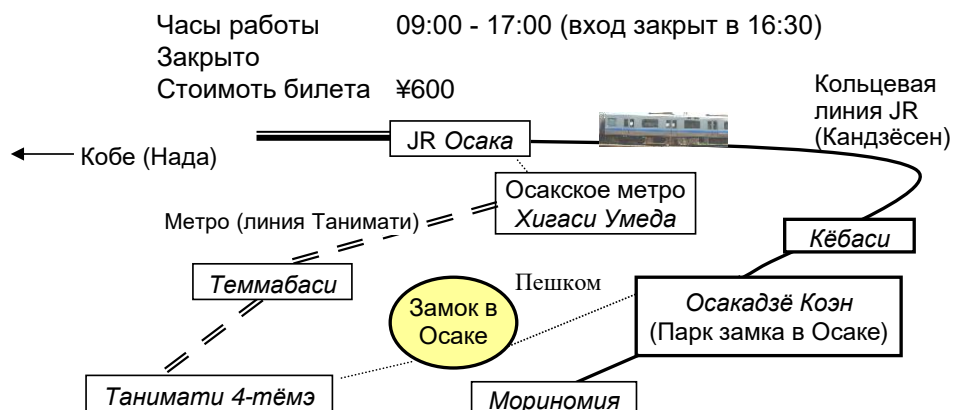 Часы работы 09:00 - 17:00 (вход закрыт в 16:30)
Закрыто
Стоимоть билета ¥600
Кольцевая
линия JR
(Кандзёсен)
JR Осака
Кобе (Нада)
Осакское метро
Хигаси Умеда
Метро (линия Танимати)
Кёбаси
Теммабаси
Пешком
Замок в
Осаке
Осакадзё Коэн
(Парк замка в Осаке)
Танимати 4-тёмэ
Мориномия